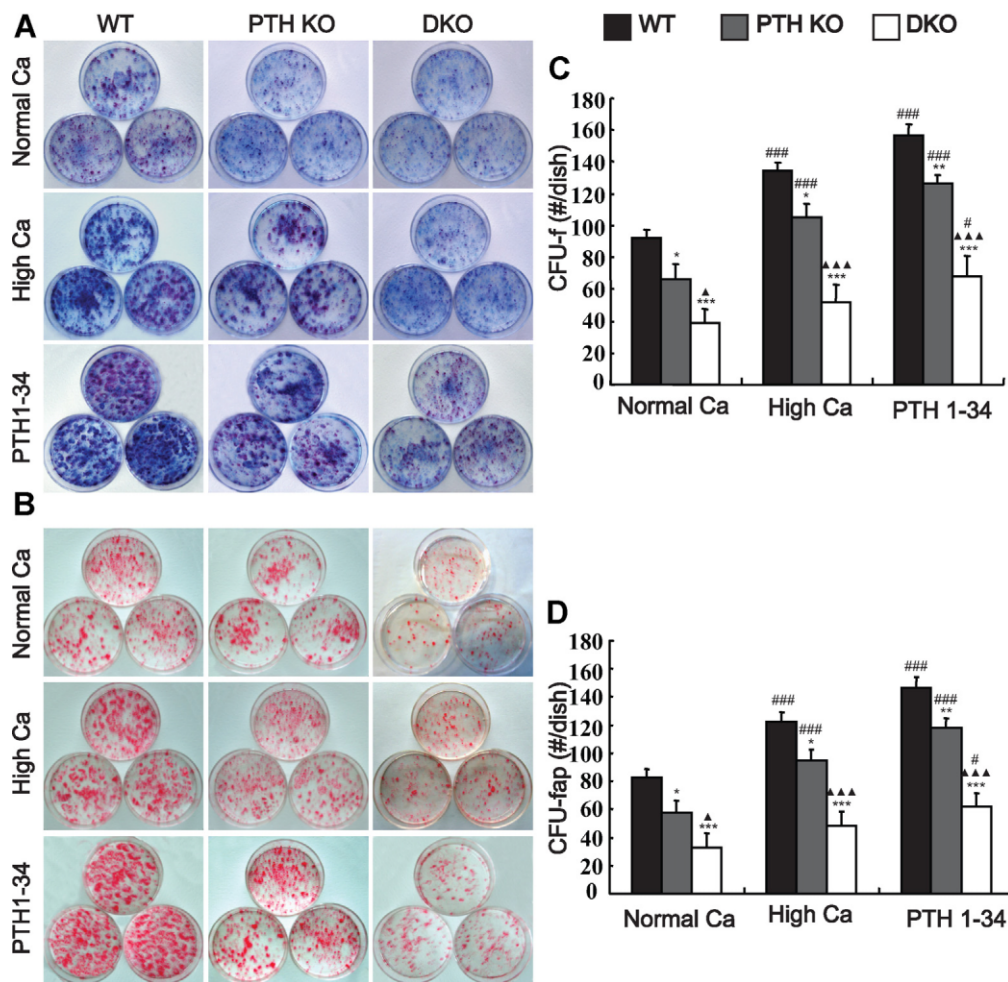 A
WT
PTH KO
DKO
Normal Ca
High Ca
PTH1-34
B
Normal Ca
High Ca
PTH1-34
WT
PTH KO
DKO
C
CFU-f (#/dish)
180
160
140
120
100
80
60
40
20
0
*
▲
***
###
###
*
▲▲▲
***
###
###
**
#
▲▲▲
***
Normal Ca
High Ca
PTH 1-34
D
CFU-fap (#/dish)
180
160
140
120
100
80
60
40
20
0
*
▲
***
###
###
*
▲▲▲
***
###
###
**
#
▲▲▲
***
Normal Ca
High Ca
PTH 1-34